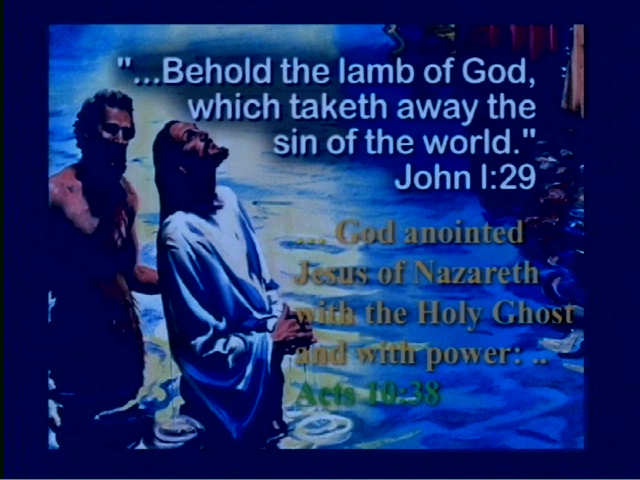 "...Behold the lamb of God,
which taketh away the
sin of the world."
John I:29
... God anointed
Jesus of Nazareth
with the Holy Ghost
and with power: ..
Acts 10:38